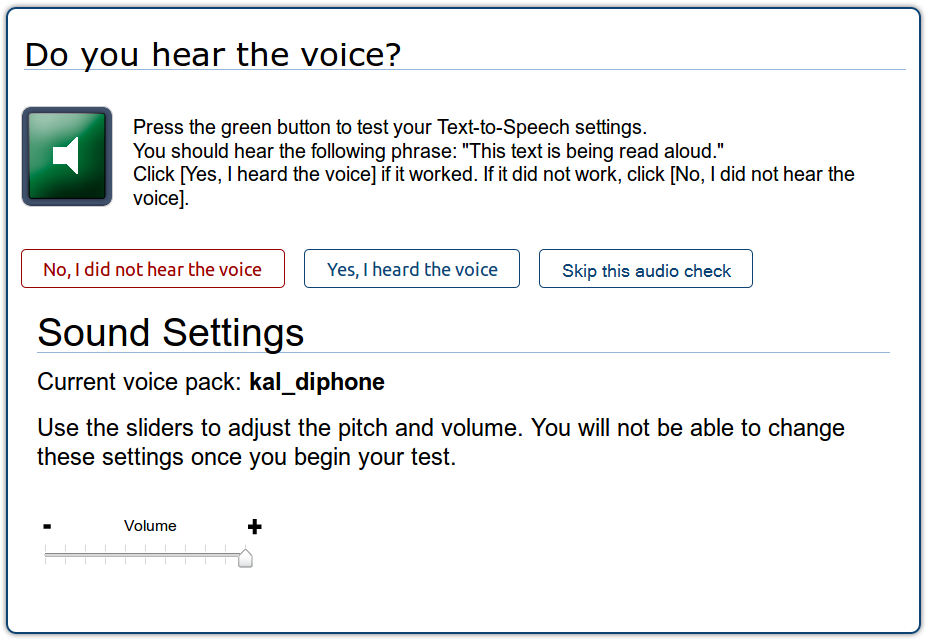 Do you hear the voice?
Press the green button to test your Text-to-Speech settings.
You should hear the following phrase: "This text is being read aloud."
Click [Yes, I heard the voice] if it worked. If it did not work, click [No, I did not hear the
voice].
No, I did not hear the voice
Yes, I heard the voice
Skip this audio check
Sound Settings
Current voice pack: kal_diphone
Use the sliders to adjust the pitch and volume. You will not be able to change
these settings once you begin your test.
- Volume +